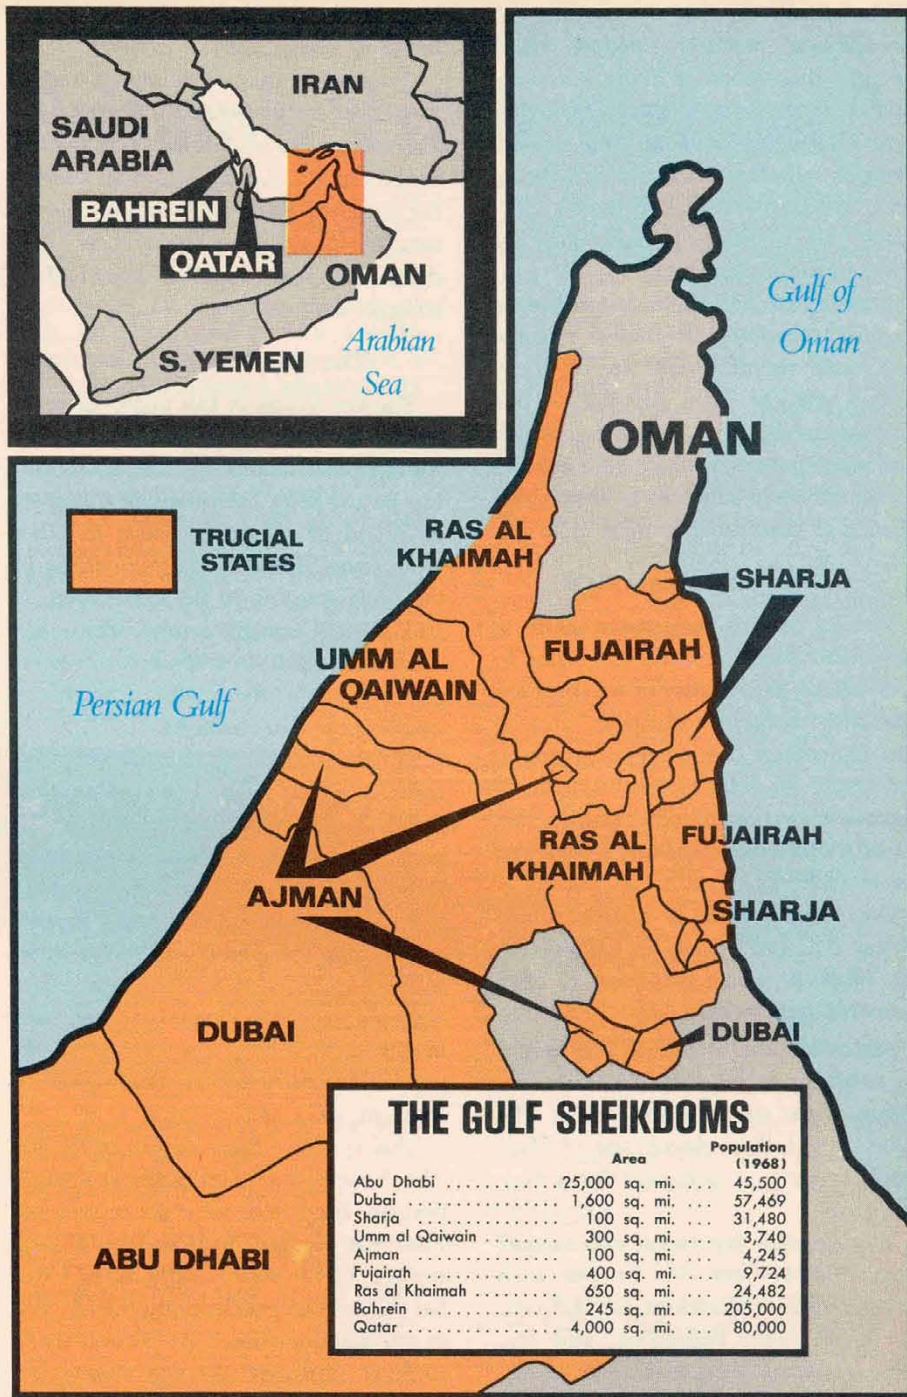 IRAN
SAUDI
ARABIA
BAHREIN
QATAR
OMAN
Arabian
Sea
S. YEMEN
Gulf of
Oman
OMAN
TRUCIAL
STATES
RAS AL
KHAIMAH
SHARJA
FUJAIRAH
UMM AL
QAIWAIN
Persian Gulf
RAS AL
KHAIMAH
FUJAIRAH
AJMAN
SHARJA
DUBAI
DUBAI
ABU DHABI
THE GULF SHEIKDOMS
Area Population
(1968)
Abu Dhabi .......... 25,000 sq. mi. ... 45,500
Dubai ............... 1,600 sq. mi. ... 57,469
Sharja .............. 100 sq. mi. ... 31,480
Umm al Qaiwain ....... 300 sq. mi. ... 3,740
Ajman ............... 100 sq. mi. ... 4,245
Fujairah ............. 400 sq. mi. ... 9,724
Ras al Khaimah ......... 650 sq. mi. ... 24,482
Bahrein .............. 245 sq. mi. ... 205,000
Qatar ............... 4,000 sq. mi. ... 80,000